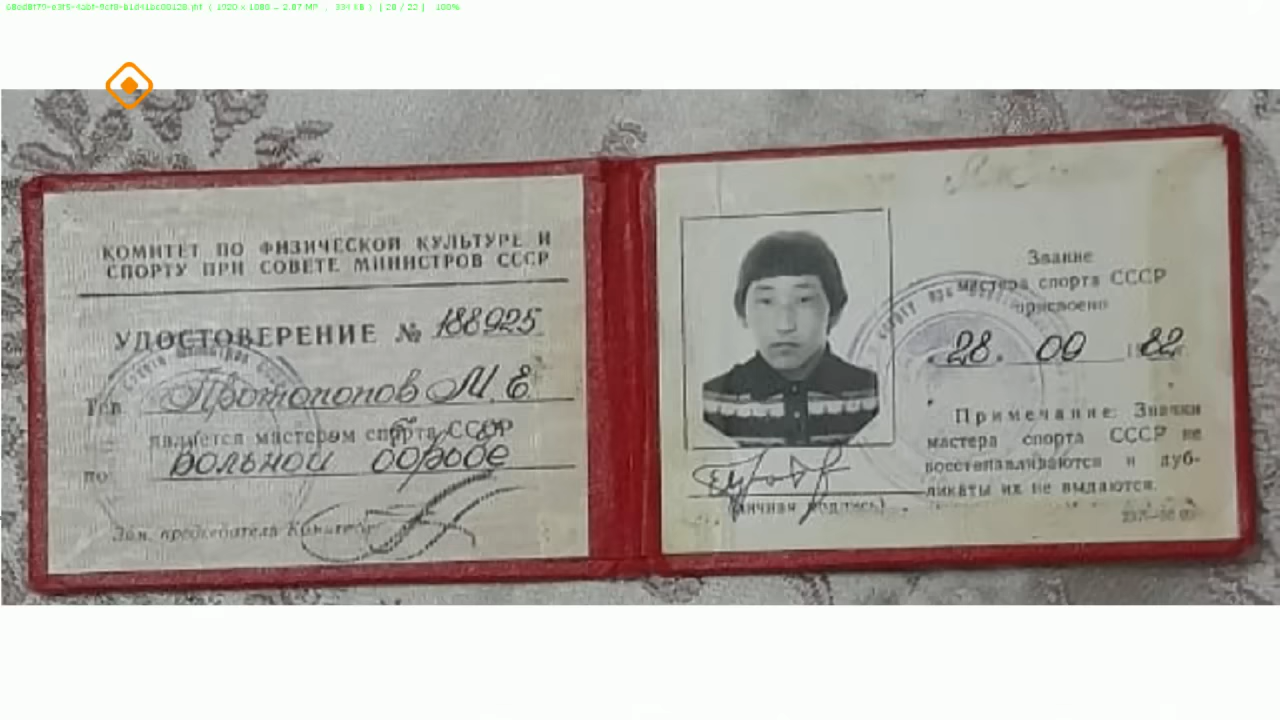 КОМИТЕТ ПО ФИЗИЧЕСКОЙ КУЛЬТУРЕ И
СПОРТУ ПРИ СОВЕТЕ МИНИСТРОВ СССР
УДОСТОВЕРЕНИЕ № 188925
Тов. Протопопов М. Е
является мастером спорта СССР
по вольной борьбе
Зам. председателя Комитета
Звание
мастера спорта СССР
присвоено
28. 09 1982
(личная подпись)
Примечание: Значки
мастера спорта СССР не
восстанавливаются и дуб-
ликаты их не выдаются.